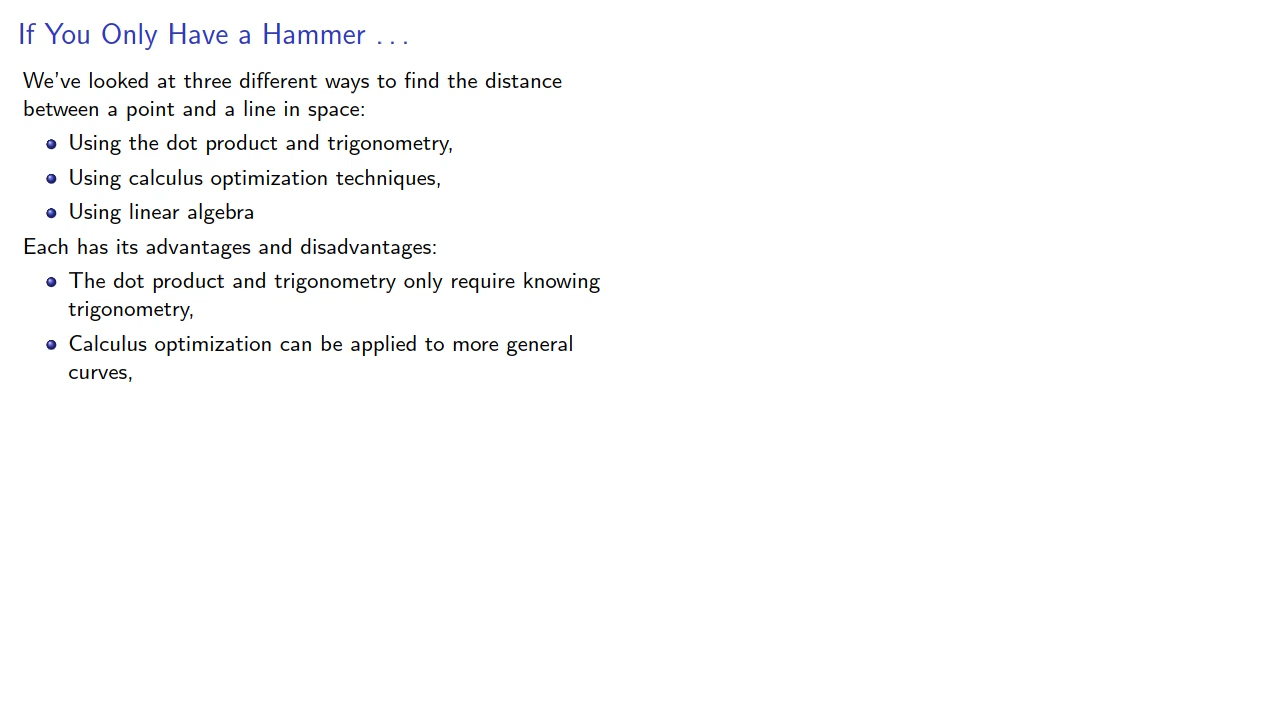 If You Only Have a Hammer ...
We've looked at three different ways to find the distance
between a point and a line in space:
Using the dot product and trigonometry,
Using calculus optimization techniques,
Using linear algebra
Each has its advantages and disadvantages:
The dot product and trigonometry only require knowing
trigonometry,
Calculus optimization can be applied to more general
curves,